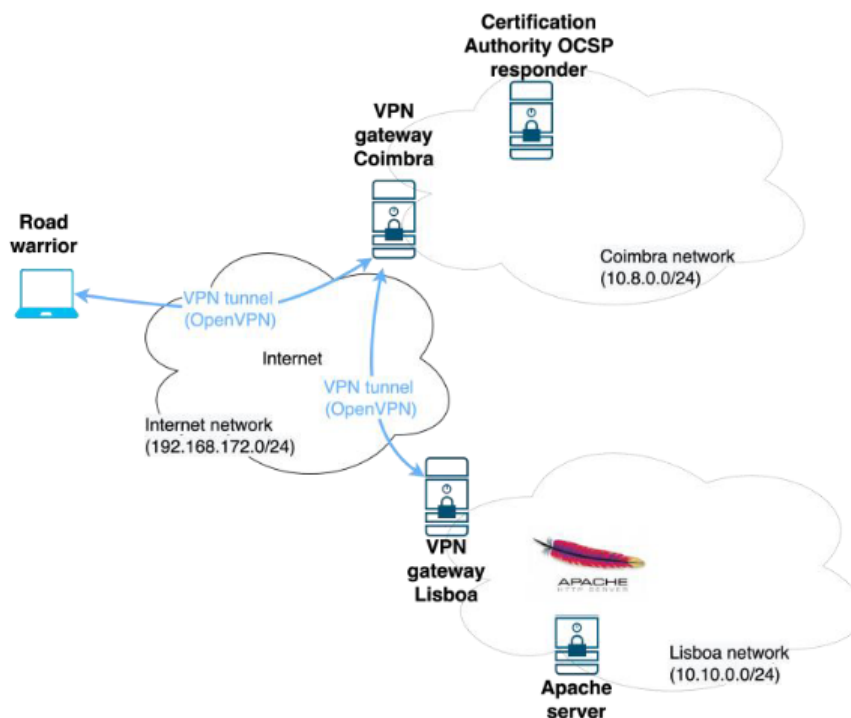 Certification
Authority OCSP
responder
VPN
gateway
Coimbra
Road
warrior
Coimbra network
(10.8.0.0/24)
VPN tunnel
(OpenVPN)
Internet
VPN tunnel
(OpenVPN)
Internet network
(192.168.172.0/24)
VPN
gateway
Lisboa
APACHE
HTTP SERVER
Lisboa network
(10.10.0.0/24)
Apache
server